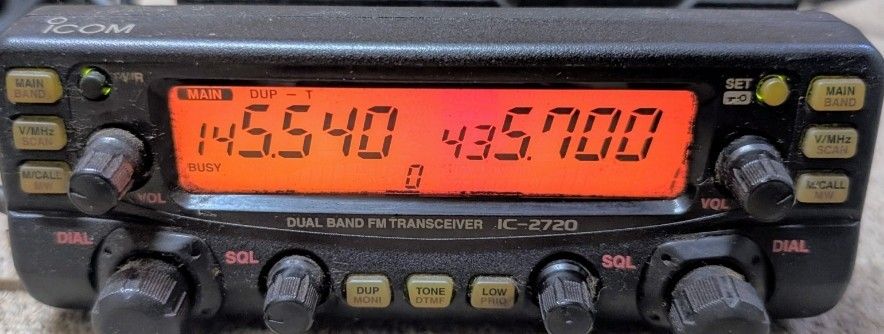 ICOM
MAIN BAND
PWR
MAIN DUP – T
SET
MAIN BAND
V/MHz SCAN
145.540
435.700
V/MHz SCAN
BUSY
0
M/CALL MW
VOL
VOL
M/CALL MW
DUAL BAND FM TRANSCEIVER IC-2720
DIAL
SQL
DUP MONI
TONE DTMF
LOW PRIO
SQL
DIAL